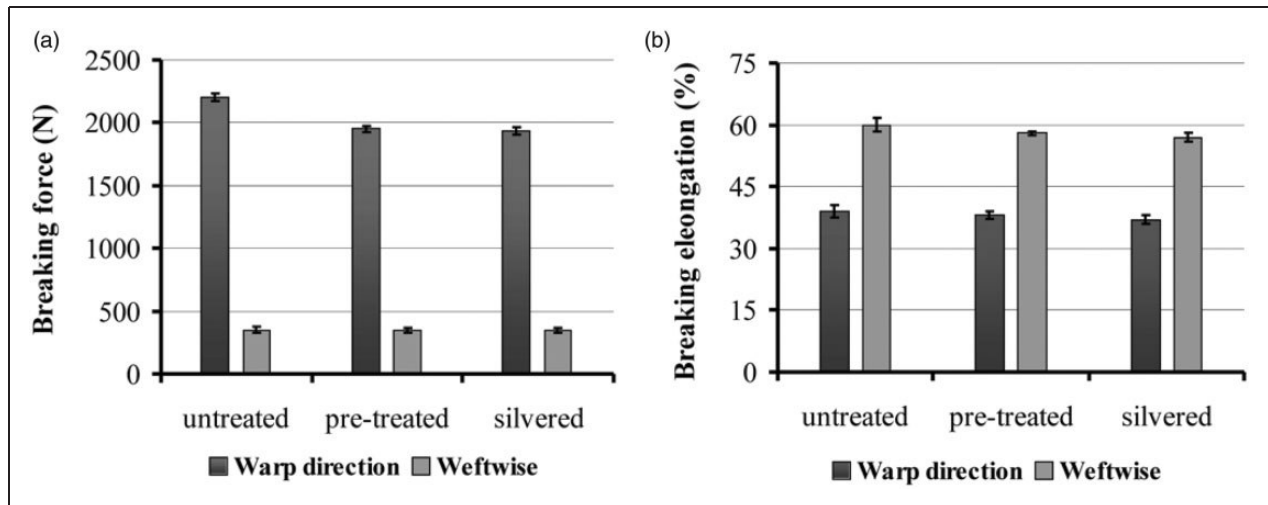 (a)
2500
2000
1500
1000
500
0
Breaking force (N)
untreated pre-treated silvered
Warp direction Weftwise
(b)
75
60
45
30
15
0
Breaking eleongation (%)
untreated pre-treated silvered
Warp direction Weftwise